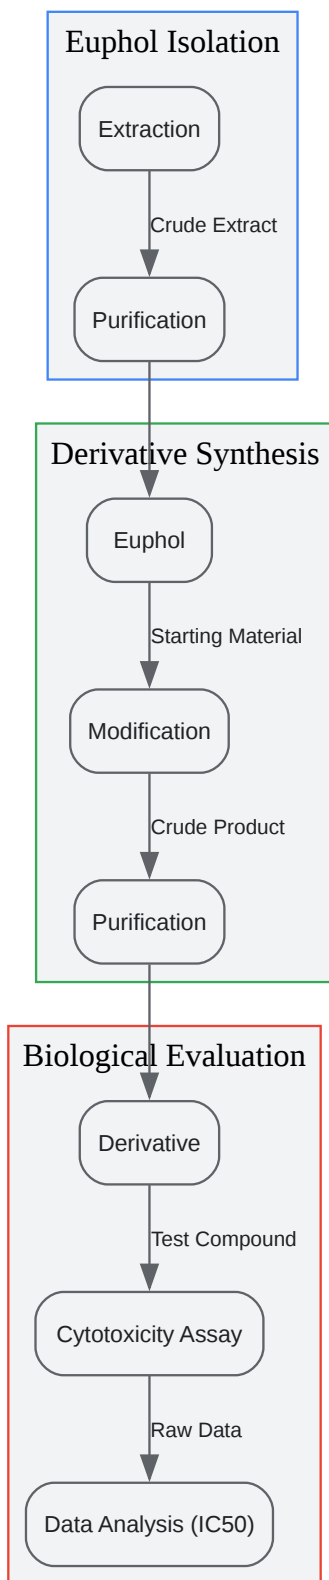 Euphol Isolation
Extraction
Crude Extract
Purification
Derivative Synthesis
Euphol
Starting Material
Modification
Crude Product
Purification
Biological Evaluation
Derivative
Test Compound
Cytotoxicity Assay
Raw Data
Data Analysis (IC50)